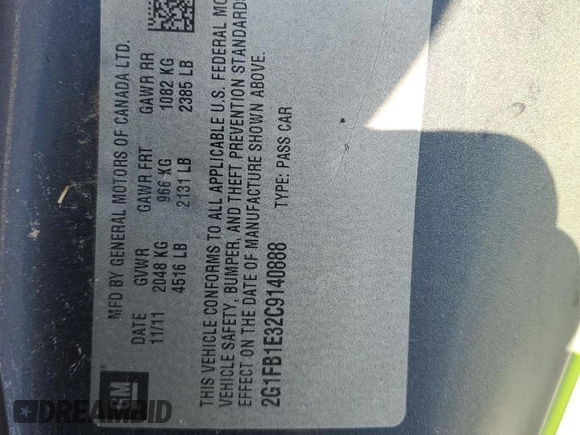 MFD BY GENERAL MOTORS OF CANADA LTD.
DATE GVWR GAWR FRT GAWR RR
11/11 2048 KG 966 KG 1082 KG
4516 LB 2131 LB 2385 LB
THIS VEHICLE CONFORMS TO ALL APPLICABLE U.S. FEDERAL MO
VEHICLE SAFETY, BUMPER, AND THEFT PREVENTION STANDARDS
EFFECT ON THE DATE OF MANUFACTURE SHOWN ABOVE.
2G1FB1E32C9140888 TYPE: PASS CAR
GM
DREAMBID